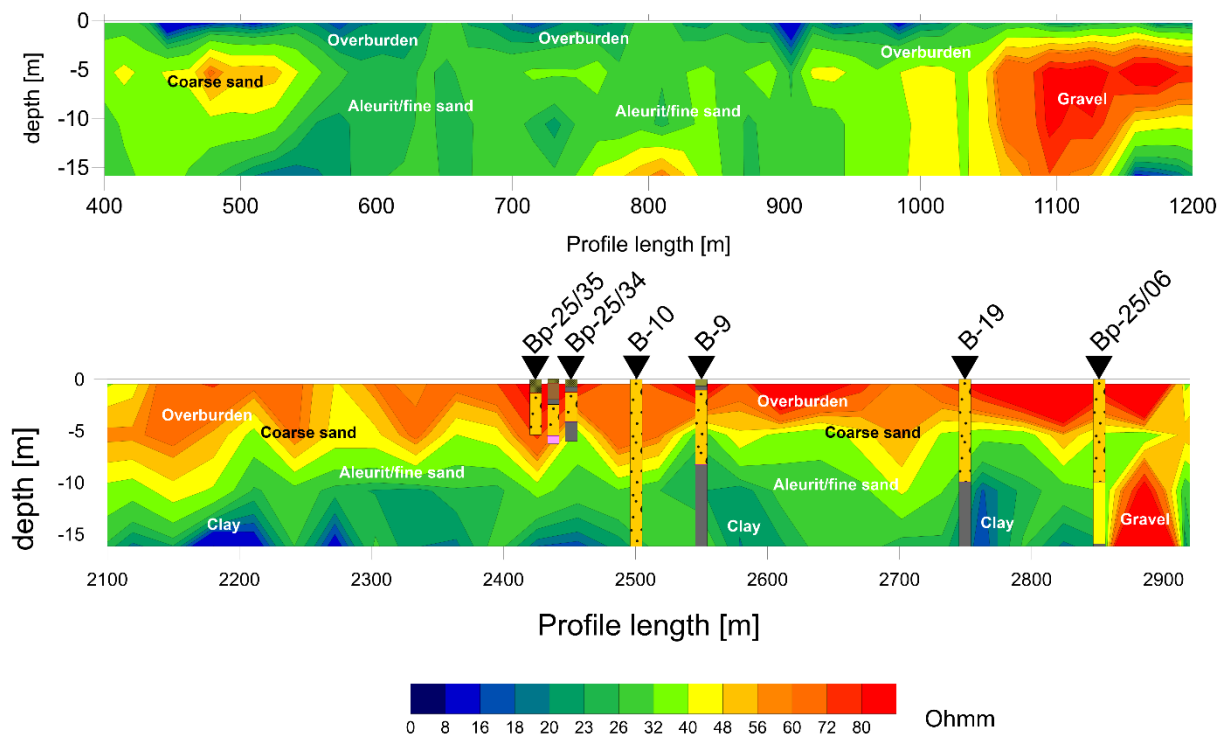 0
-5
-10
-15
depth [m]
Overburden
Overburden
Overburden
Coarse sand
Aleurit/fine sand
Aleurit/fine sand
Gravel
400 500 600 700 800 900 1000 1100 1200
Profile length [m]
Bp-25/35
Bp-25/34
B-10
B-9
B-19
Bp-25/06
0
-5
-10
-15
depth [m]
Overburden
Overburden
Coarse sand
Coarse sand
Aleurit/fine sand
Aleurit/fine sand
Clay
Clay
Clay
Gravel
2100 2200 2300 2400 2500 2600 2700 2800 2900
Profile length [m]
0 8 16 18 20 23 26 32 40 48 56 60 72 80
Ohmm